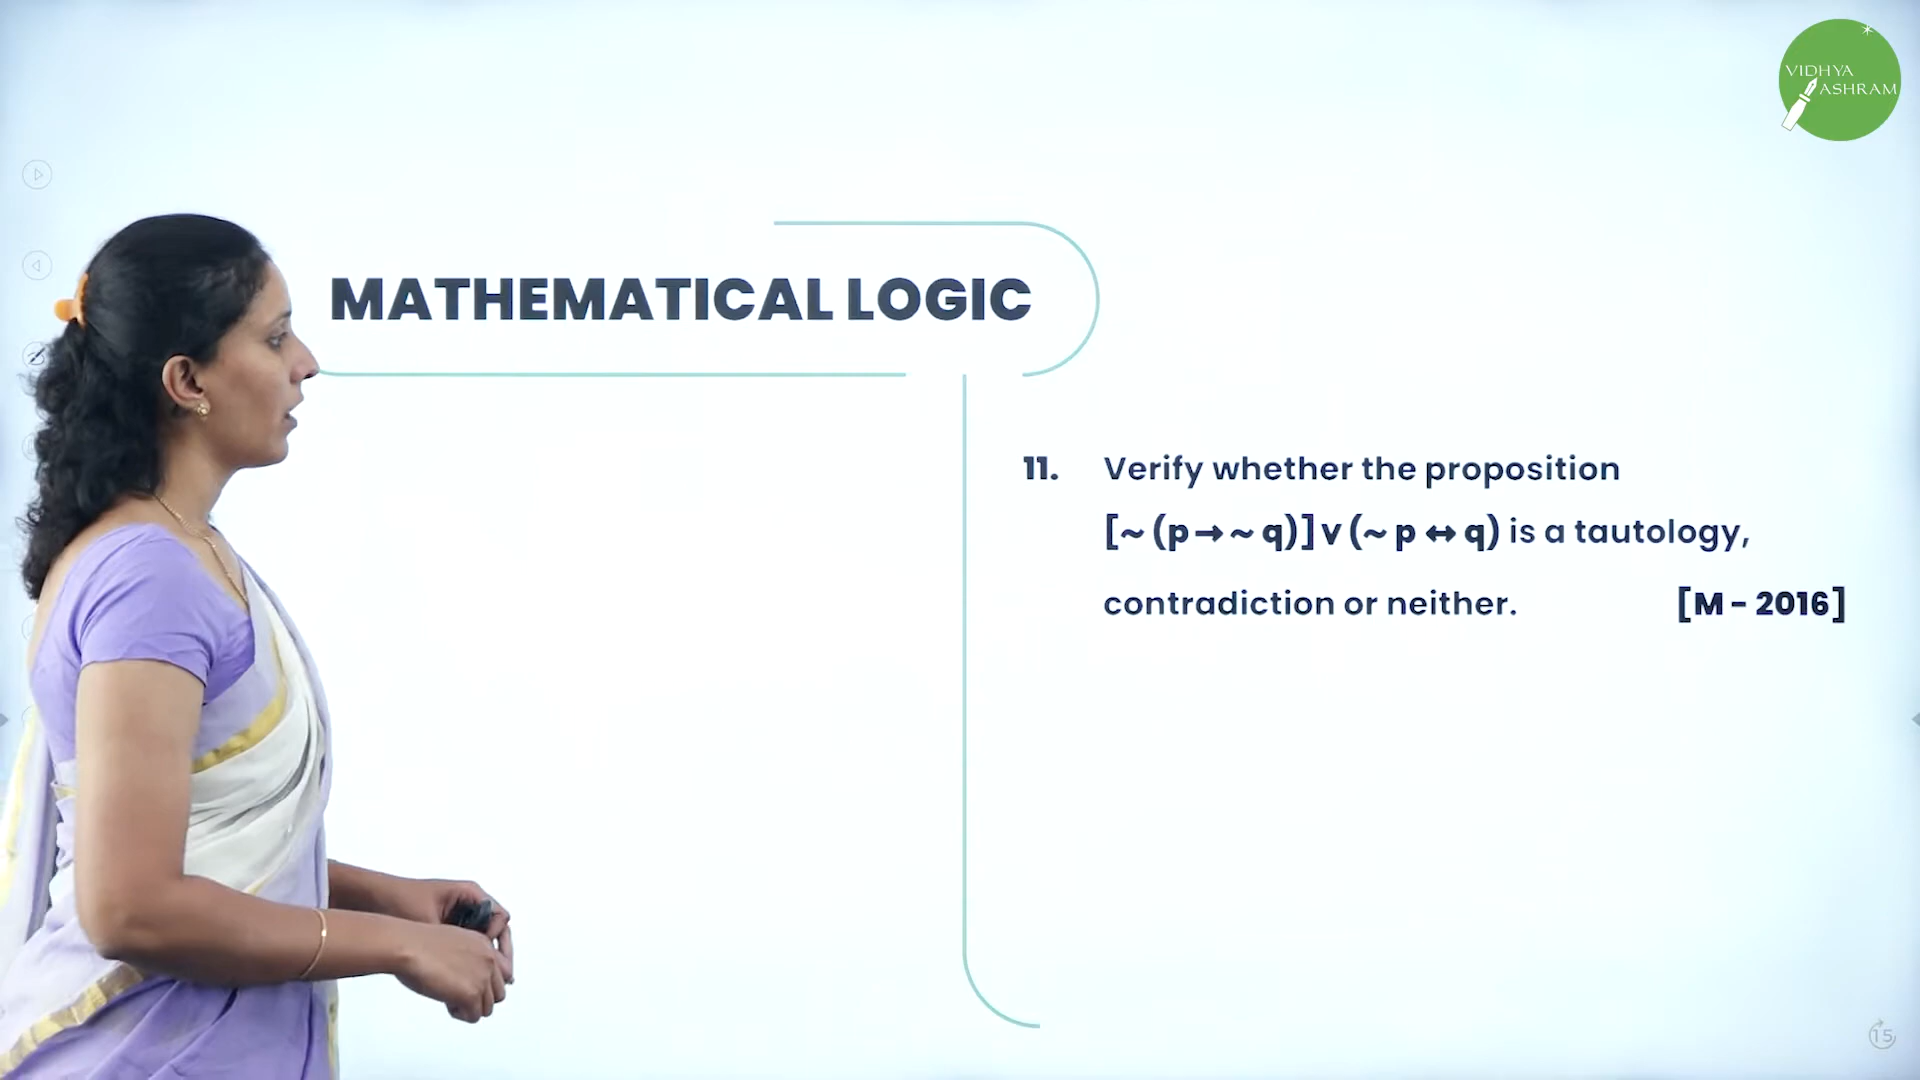 VIDHYA
ASHRAM
MATHEMATICAL LOGIC
11. Verify whether the proposition
[~ (p → ~ q)] v (~ p ↔ q) is a tautology,
contradiction or neither. [M - 2016]
15